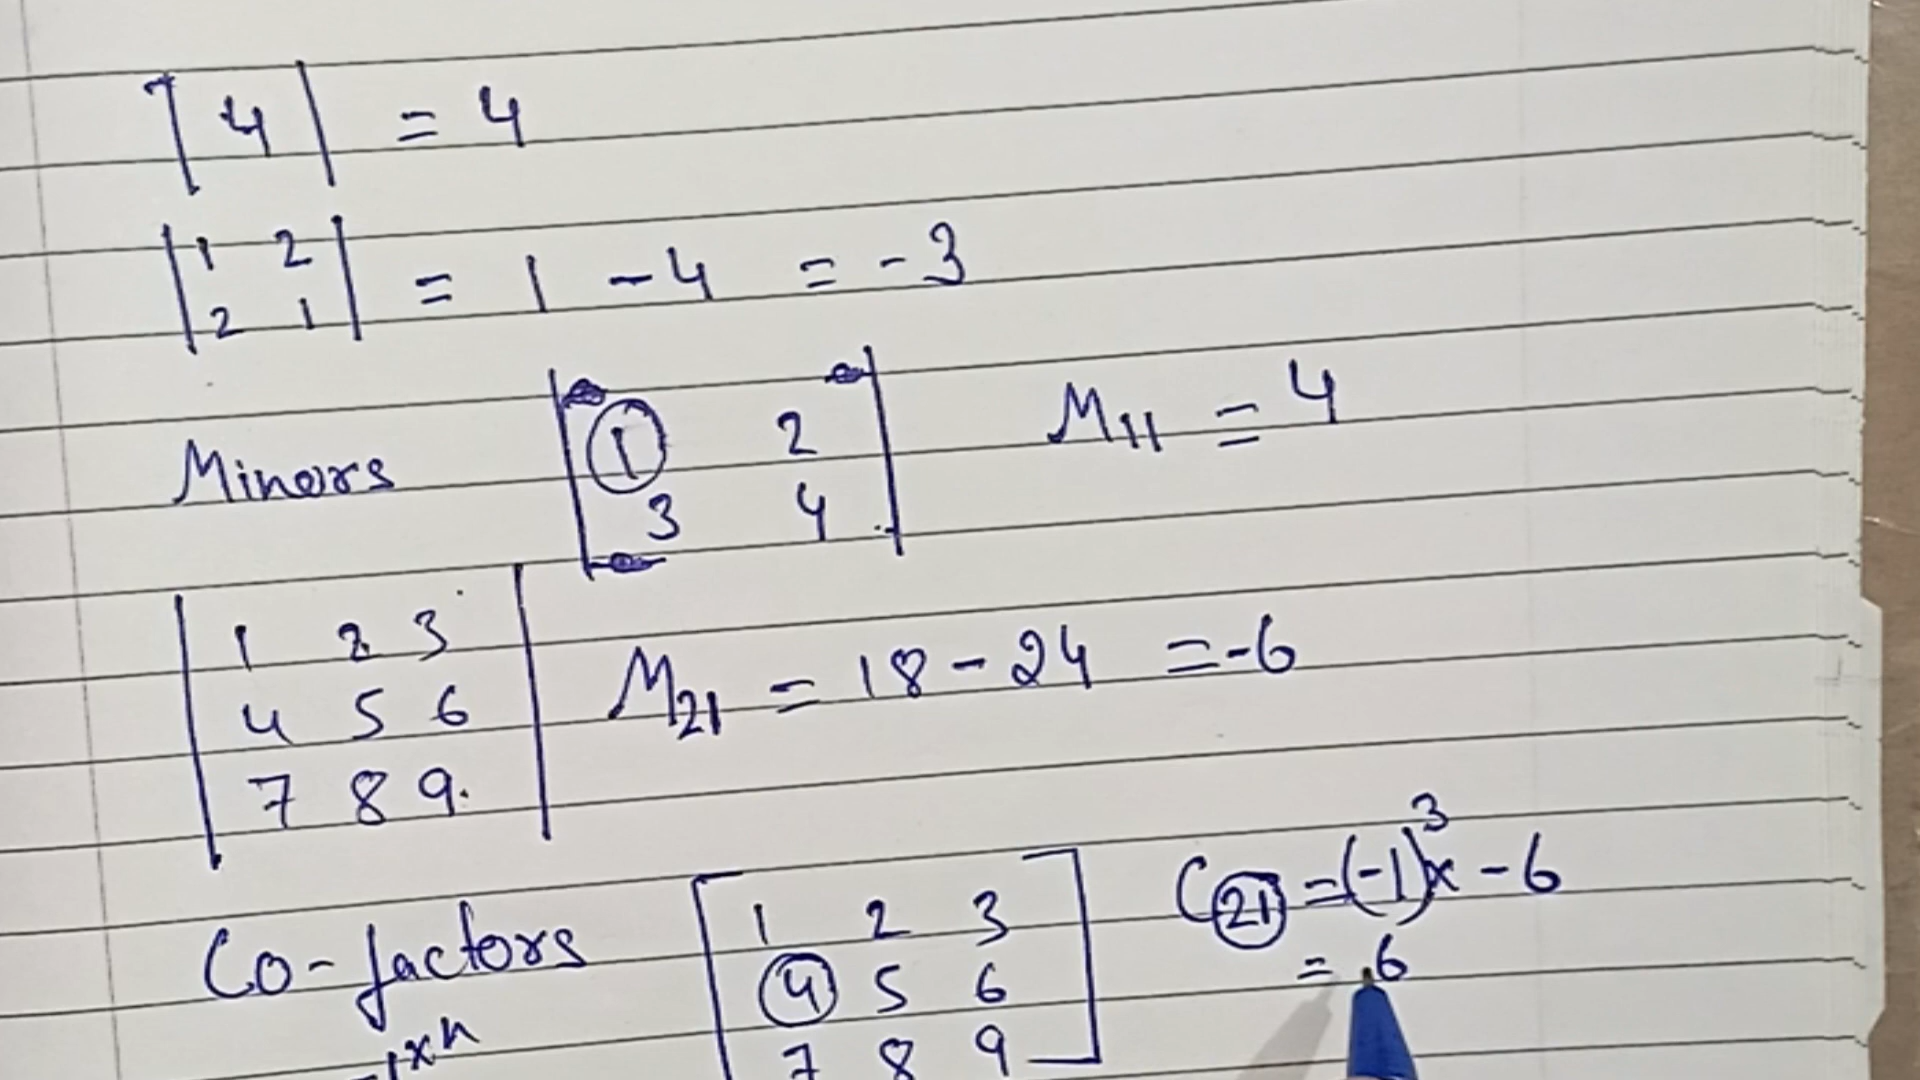 |4| = 4
|1 2| = 1 - 4 = -3
|2 1|
Minors |1 2| M11 = 4
|3 4|
|1 2 3|
|4 5 6| M21 = 18 - 24 = -6
|7 8 9.|
Co-factors [1 2 3] C21 = (-1)^3 x - 6
[4 5 6] = 6
[7 8 9]